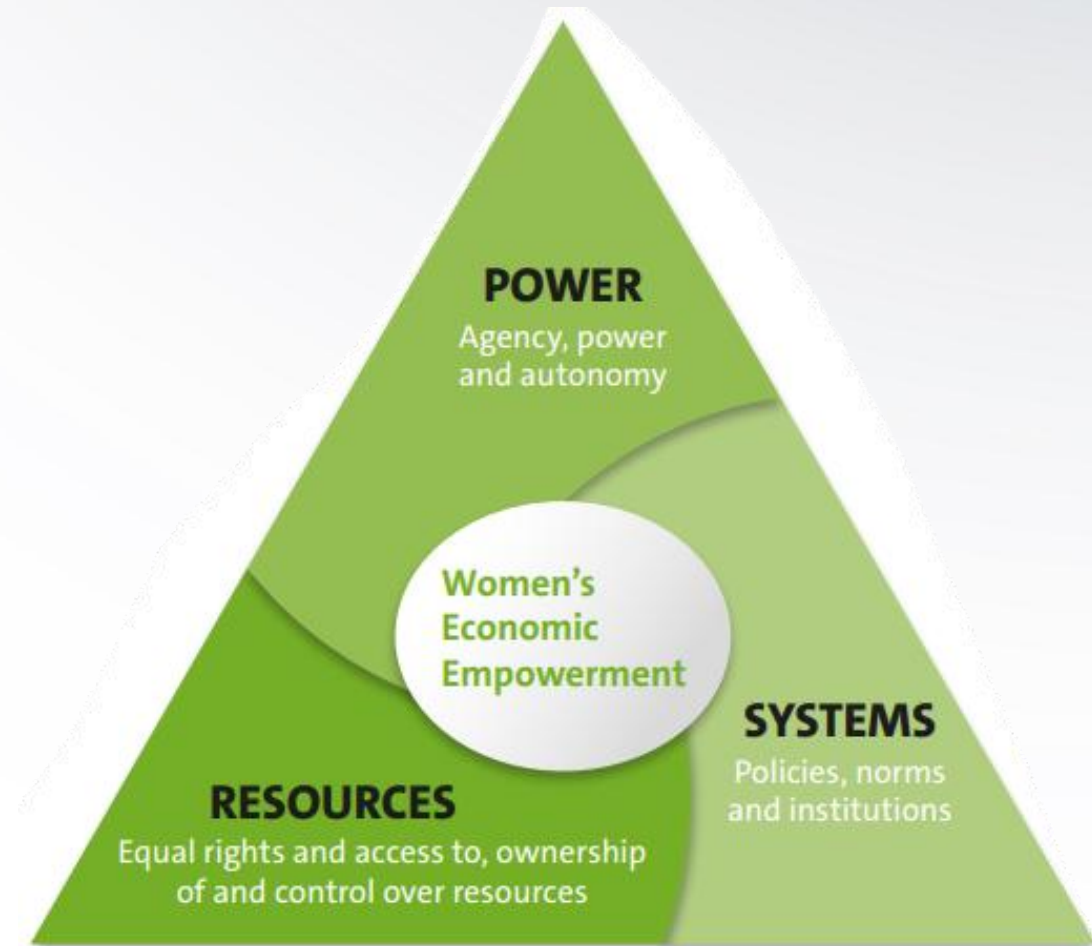 POWER
Agency, power
and autonomy
Women’s
Economic
Empowerment
SYSTEMS
Policies, norms
and institutions
RESOURCES
Equal rights and access to, ownership
of and control over resources